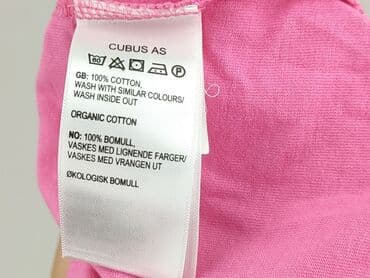 CUBUS AS
GB: 100% COTTON,
WASH WITH SIMILAR COLOURS/
WASH INSIDE OUT
ORGANIC COTTON
NO: 100% BOMULL,
VASKES MED LIGNENDE FARGER/
VASKES MED VRANGEN UT
ØKOLOGISK BOMULL